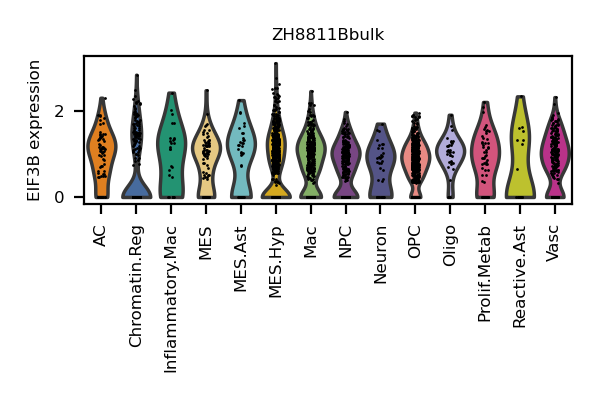 ZH8811Bbulk
EIF3B expression
2
0
AC
Chromatin.Reg
Inflammatory.Mac
MES
MES.Ast
MES.Hyp
Mac
NPC
Neuron
OPC
Oligo
Prolif.Metab
Reactive.Ast
Vasc